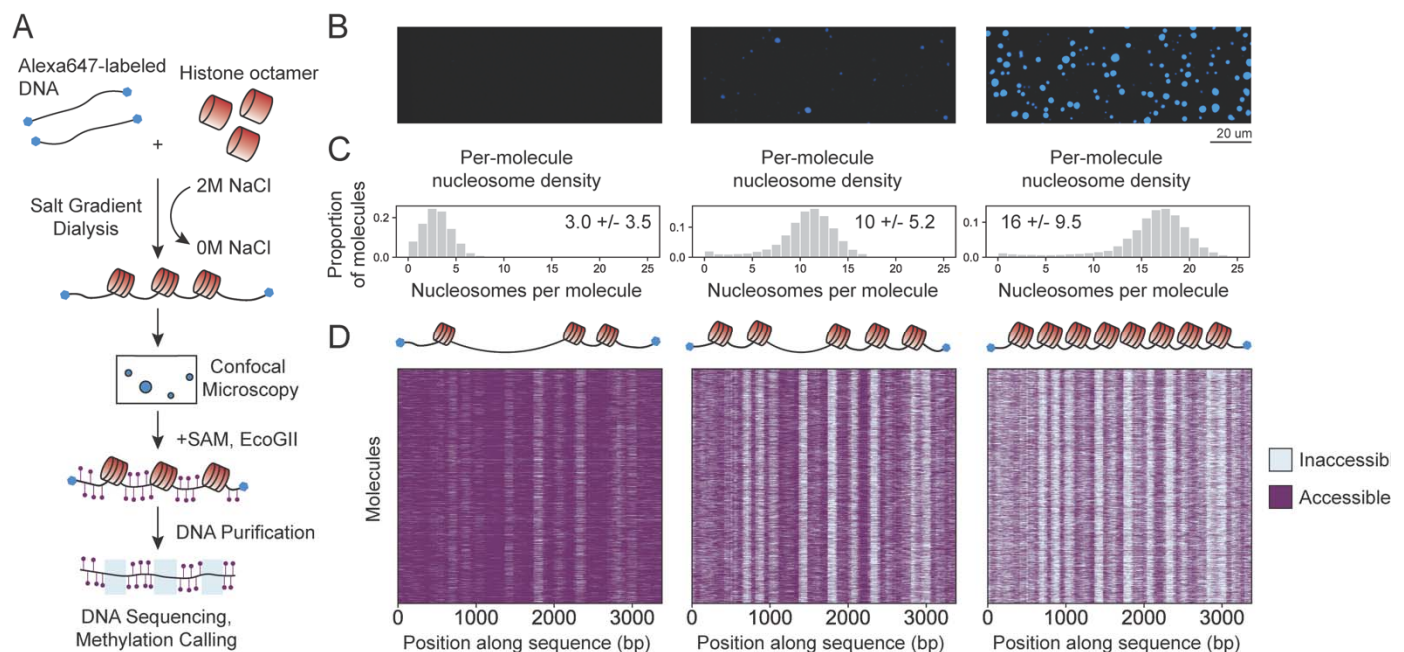 A
Alexa647-labeled
DNA
Histone octamer
+
2M NaCl
Salt Gradient
Dialysis
0M NaCl
Confocal
Microscopy
+SAM, EcoGII
DNA Purification
DNA Sequencing,
Methylation Calling
B
20 um
C
Per-molecule
nucleosome density
Per-molecule
nucleosome density
Per-molecule
nucleosome density
Proportion
of molecules
0.2
0.0
3.0 +/- 3.5
0 5 10 15 20 25
Nucleosomes per molecule
0.1
0.0
10 +/- 5.2
0 5 10 15 20 25
Nucleosomes per molecule
0.1
0.0
16 +/- 9.5
0 5 10 15 20 25
Nucleosomes per molecule
D
Molecules
0 1000 2000 3000
Position along sequence (bp)
0 1000 2000 3000
Position along sequence (bp)
0 1000 2000 3000
Position along sequence (bp)
Inaccessib
Accessible